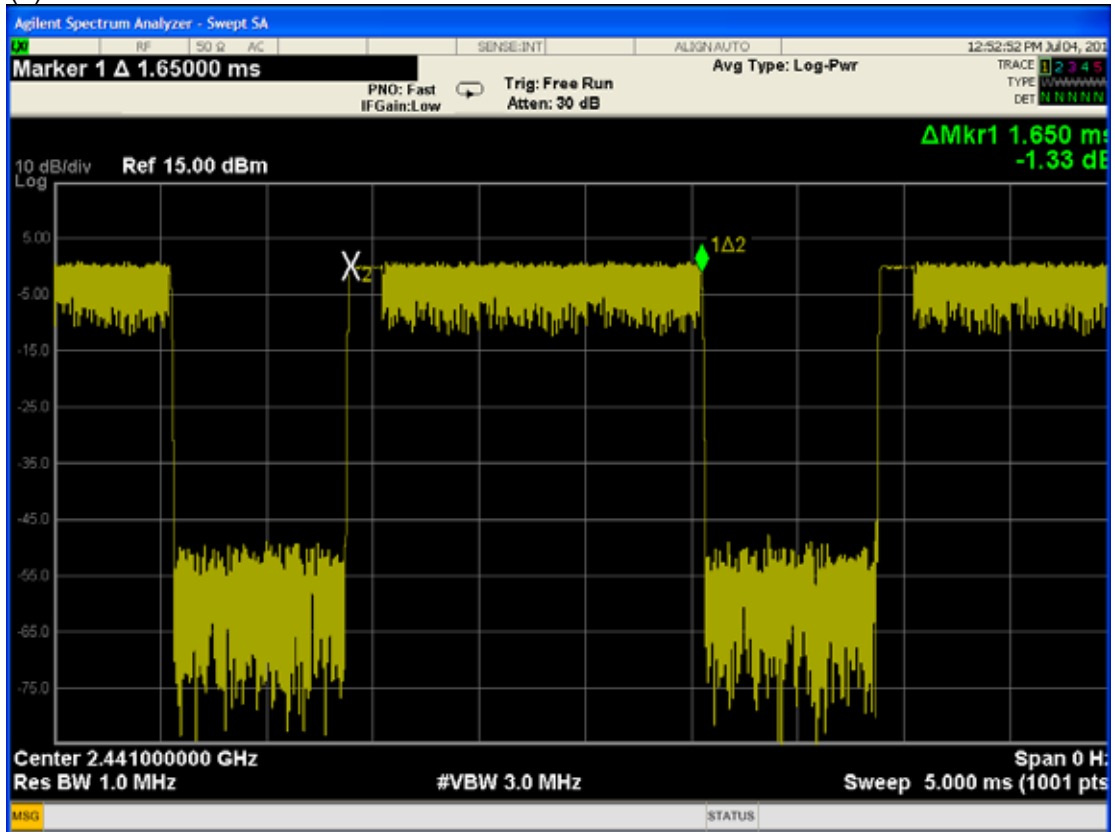 Agilent Spectrum Analyzer - Swept SA
LXI RF 50 Ω AC SENSE:INT ALIGN AUTO 12:52:52 PM Jul 04, 201
Marker 1 Δ 1.65000 ms Avg Type: Log-Pwr TRACE 1 2 3 4 5
PNO: Fast Trig: Free Run TYPE
IFGain:Low Atten: 30 dB DET N N N N N
ΔMkr1 1.650 ms
-1.33 dB
10 dB/div Ref 15.00 dBm
Log
5.00
1Δ2
X2
-5.00
-15.0
-25.0
-35.0
-45.0
-55.0
-65.0
-75.0
Center 2.441000000 GHz Span 0 Hz
Res BW 1.0 MHz #VBW 3.0 MHz Sweep 5.000 ms (1001 pts
MSG STATUS